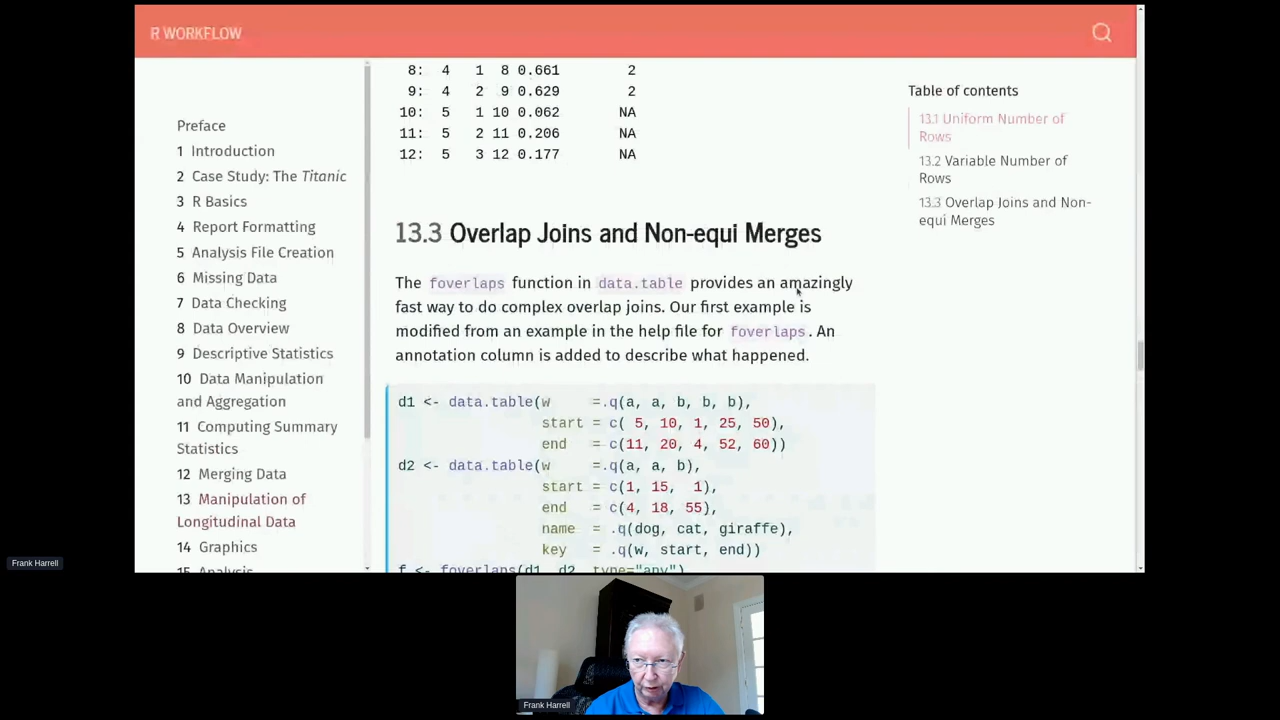 R WORKFLOW
Preface
1 Introduction
2 Case Study: The Titanic
3 R Basics
4 Report Formatting
5 Analysis File Creation
6 Missing Data
7 Data Checking
8 Data Overview
9 Descriptive Statistics
10 Data Manipulation
and Aggregation
11 Computing Summary
Statistics
12 Merging Data
13 Manipulation of
Longitudinal Data
14 Graphics
15 Analysis
8: 4 1 8 0.661 2
9: 4 2 9 0.629 2
10: 5 1 10 0.062 NA
11: 5 2 11 0.206 NA
12: 5 3 12 0.177 NA
13.3 Overlap Joins and Non-equi Merges
The foverlaps function in data.table provides an amazingly
fast way to do complex overlap joins. Our first example is
modified from an example in the help file for foverlaps. An
annotation column is added to describe what happened.
d1 <- data.table(w =.q(a, a, b, b, b),
start = c( 5, 10, 1, 25, 50),
end = c(11, 20, 4, 52, 60))
d2 <- data.table(w =.q(a, a, b),
start = c(1, 15, 1),
end = c(4, 18, 55),
name = .q(dog, cat, giraffe),
key = .q(w, start, end))
f <- foverlaps(d1, d2, type="any")
Table of contents
13.1 Uniform Number of
Rows
13.2 Variable Number of
Rows
13.3 Overlap Joins and Non-
equi Merges
Frank Harrell
Frank Harrell